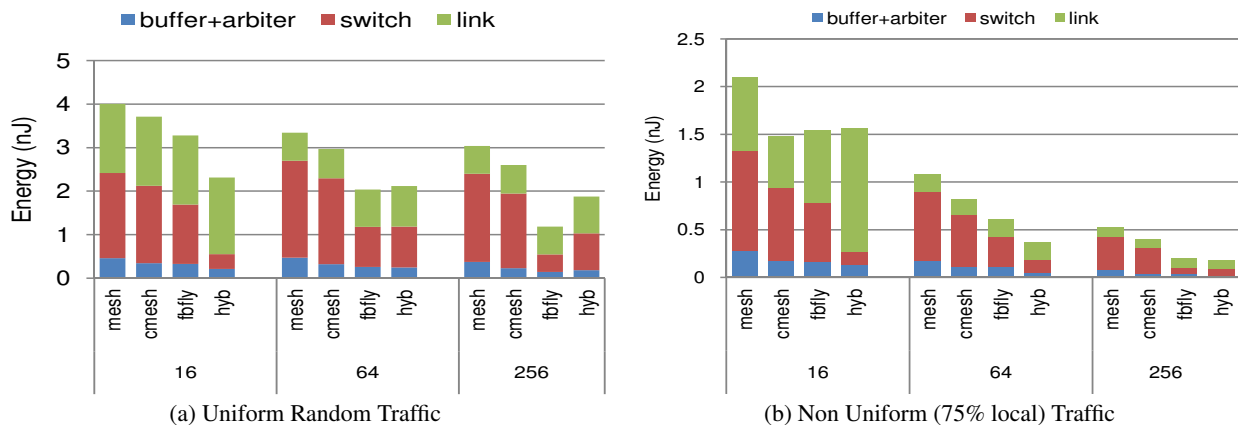 buffer+arbiter switch link
Energy (nJ)
5
4
3
2
1
0
mesh cmesh fbfly hyb mesh cmesh fbfly hyb mesh cmesh fbfly hyb
16 64 256
(a) Uniform Random Traffic
buffer+arbiter switch link
Energy (nJ)
2.5
2
1.5
1
0.5
0
mesh cmesh fbfly hyb mesh cmesh fbfly hyb mesh cmesh fbfly hyb
16 64 256
(b) Non Uniform (75% local) Traffic